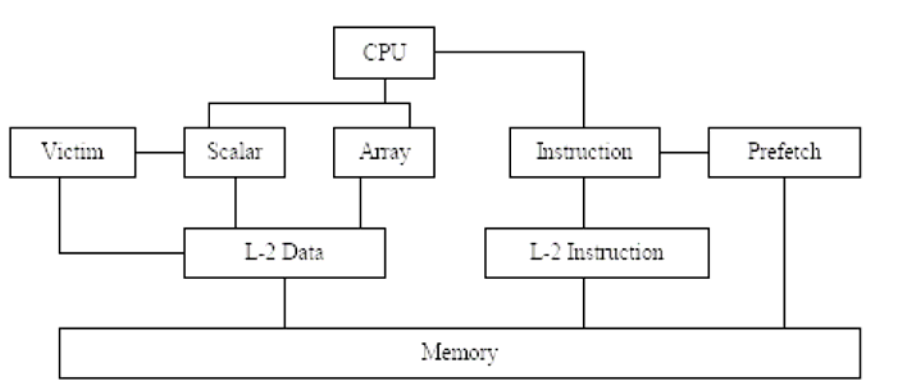 CPU
Victim
Scalar
Array
Instruction
Prefetch
L-2 Data
L-2 Instruction
Memory